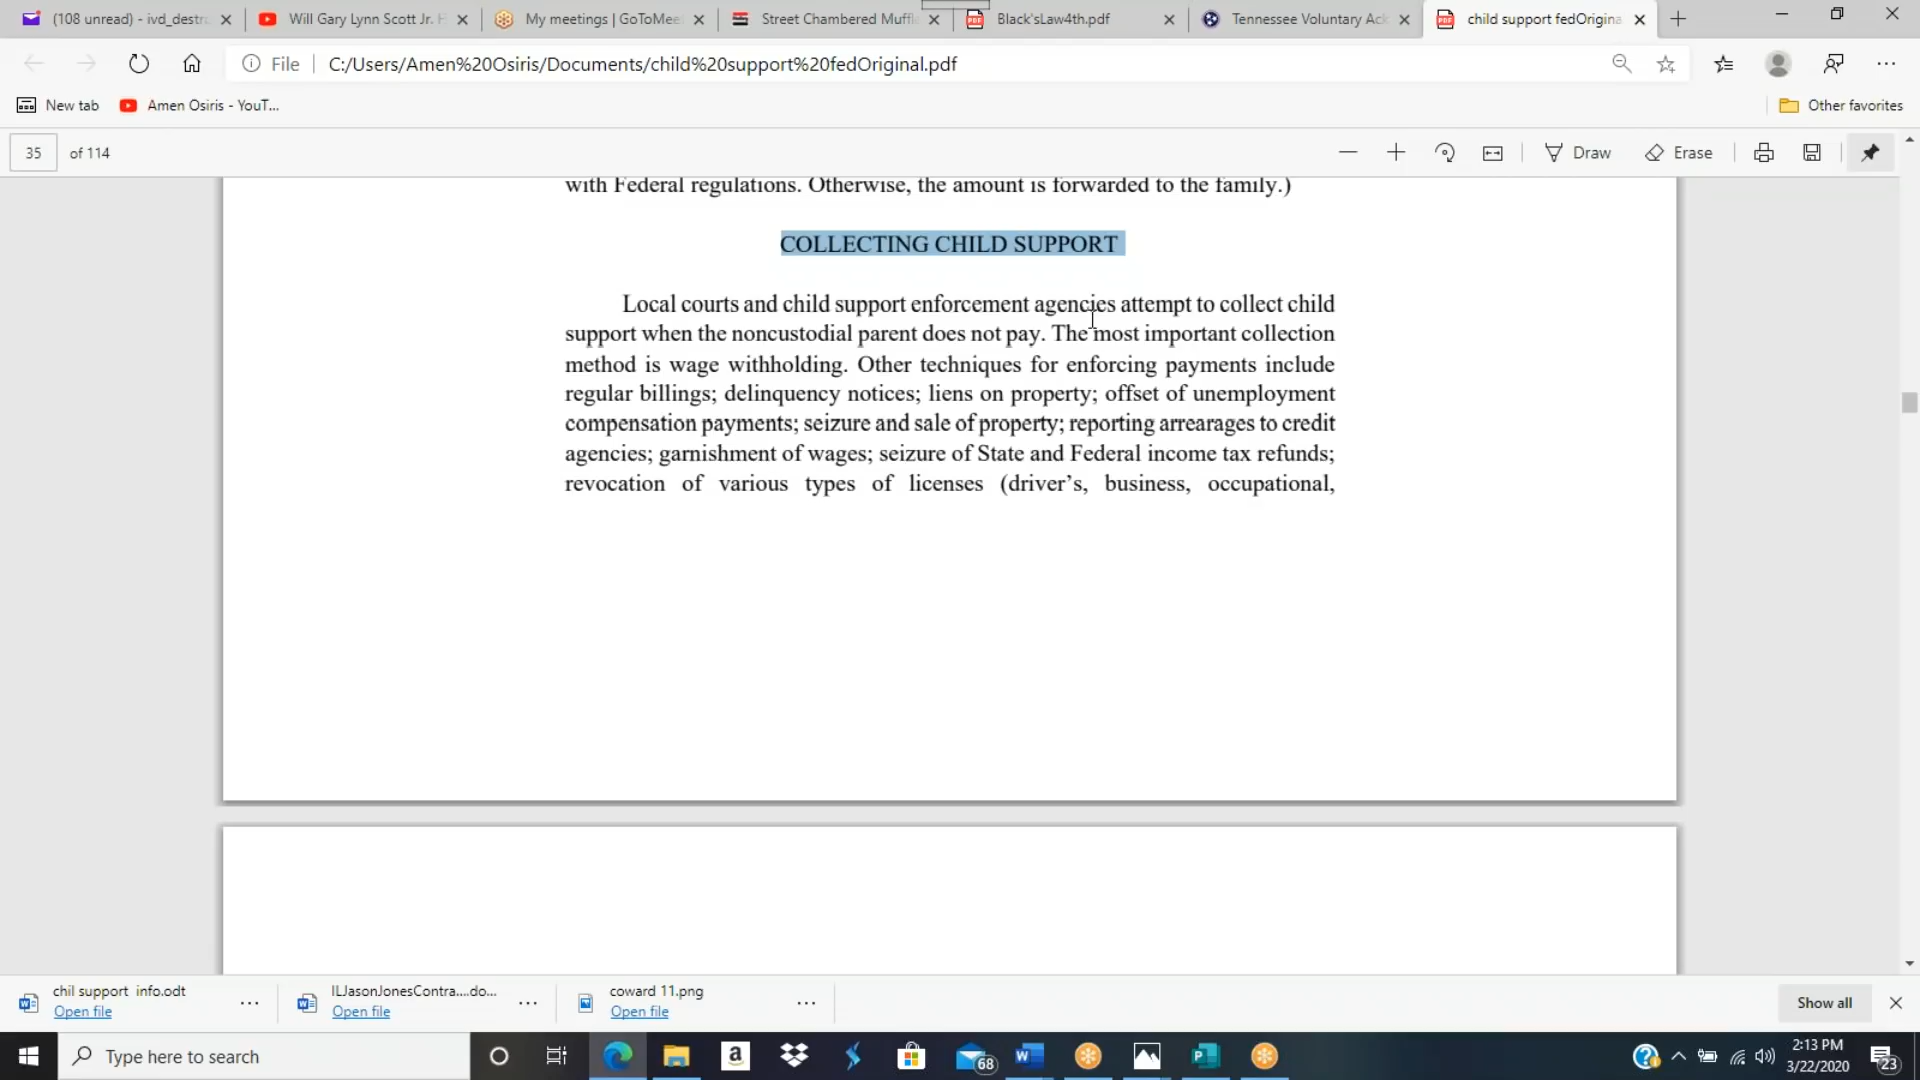 (108 unread) - ivd_destr
Will Gary Lynn Scott Jr. H
My meetings | GoToMee
Street Chambered Muffl
Black'sLaw4th.pdf
Tennessee Voluntary Ack
child support fedOrigina
File
C:/Users/Amen%20Osiris/Documents/child%20support%20fedOriginal.pdf
New tab
Amen Osiris - YouT...
Other favorites
35 of 114
Draw
Erase
with Federal regulations. Otherwise, the amount is forwarded to the family.)
COLLECTING CHILD SUPPORT
Local courts and child support enforcement agencies attempt to collect child
support when the noncustodial parent does not pay. The most important collection
method is wage withholding. Other techniques for enforcing payments include
regular billings; delinquency notices; liens on property; offset of unemployment
compensation payments; seizure and sale of property; reporting arrearages to credit
agencies; garnishment of wages; seizure of State and Federal income tax refunds;
revocation of various types of licenses (driver's, business, occupational,
chil support info.odt
Open file
ILJasonJonesContra....do...
Open file
coward 11.png
Open file
Show all
Type here to search
68
2:13 PM
3/22/2020
23